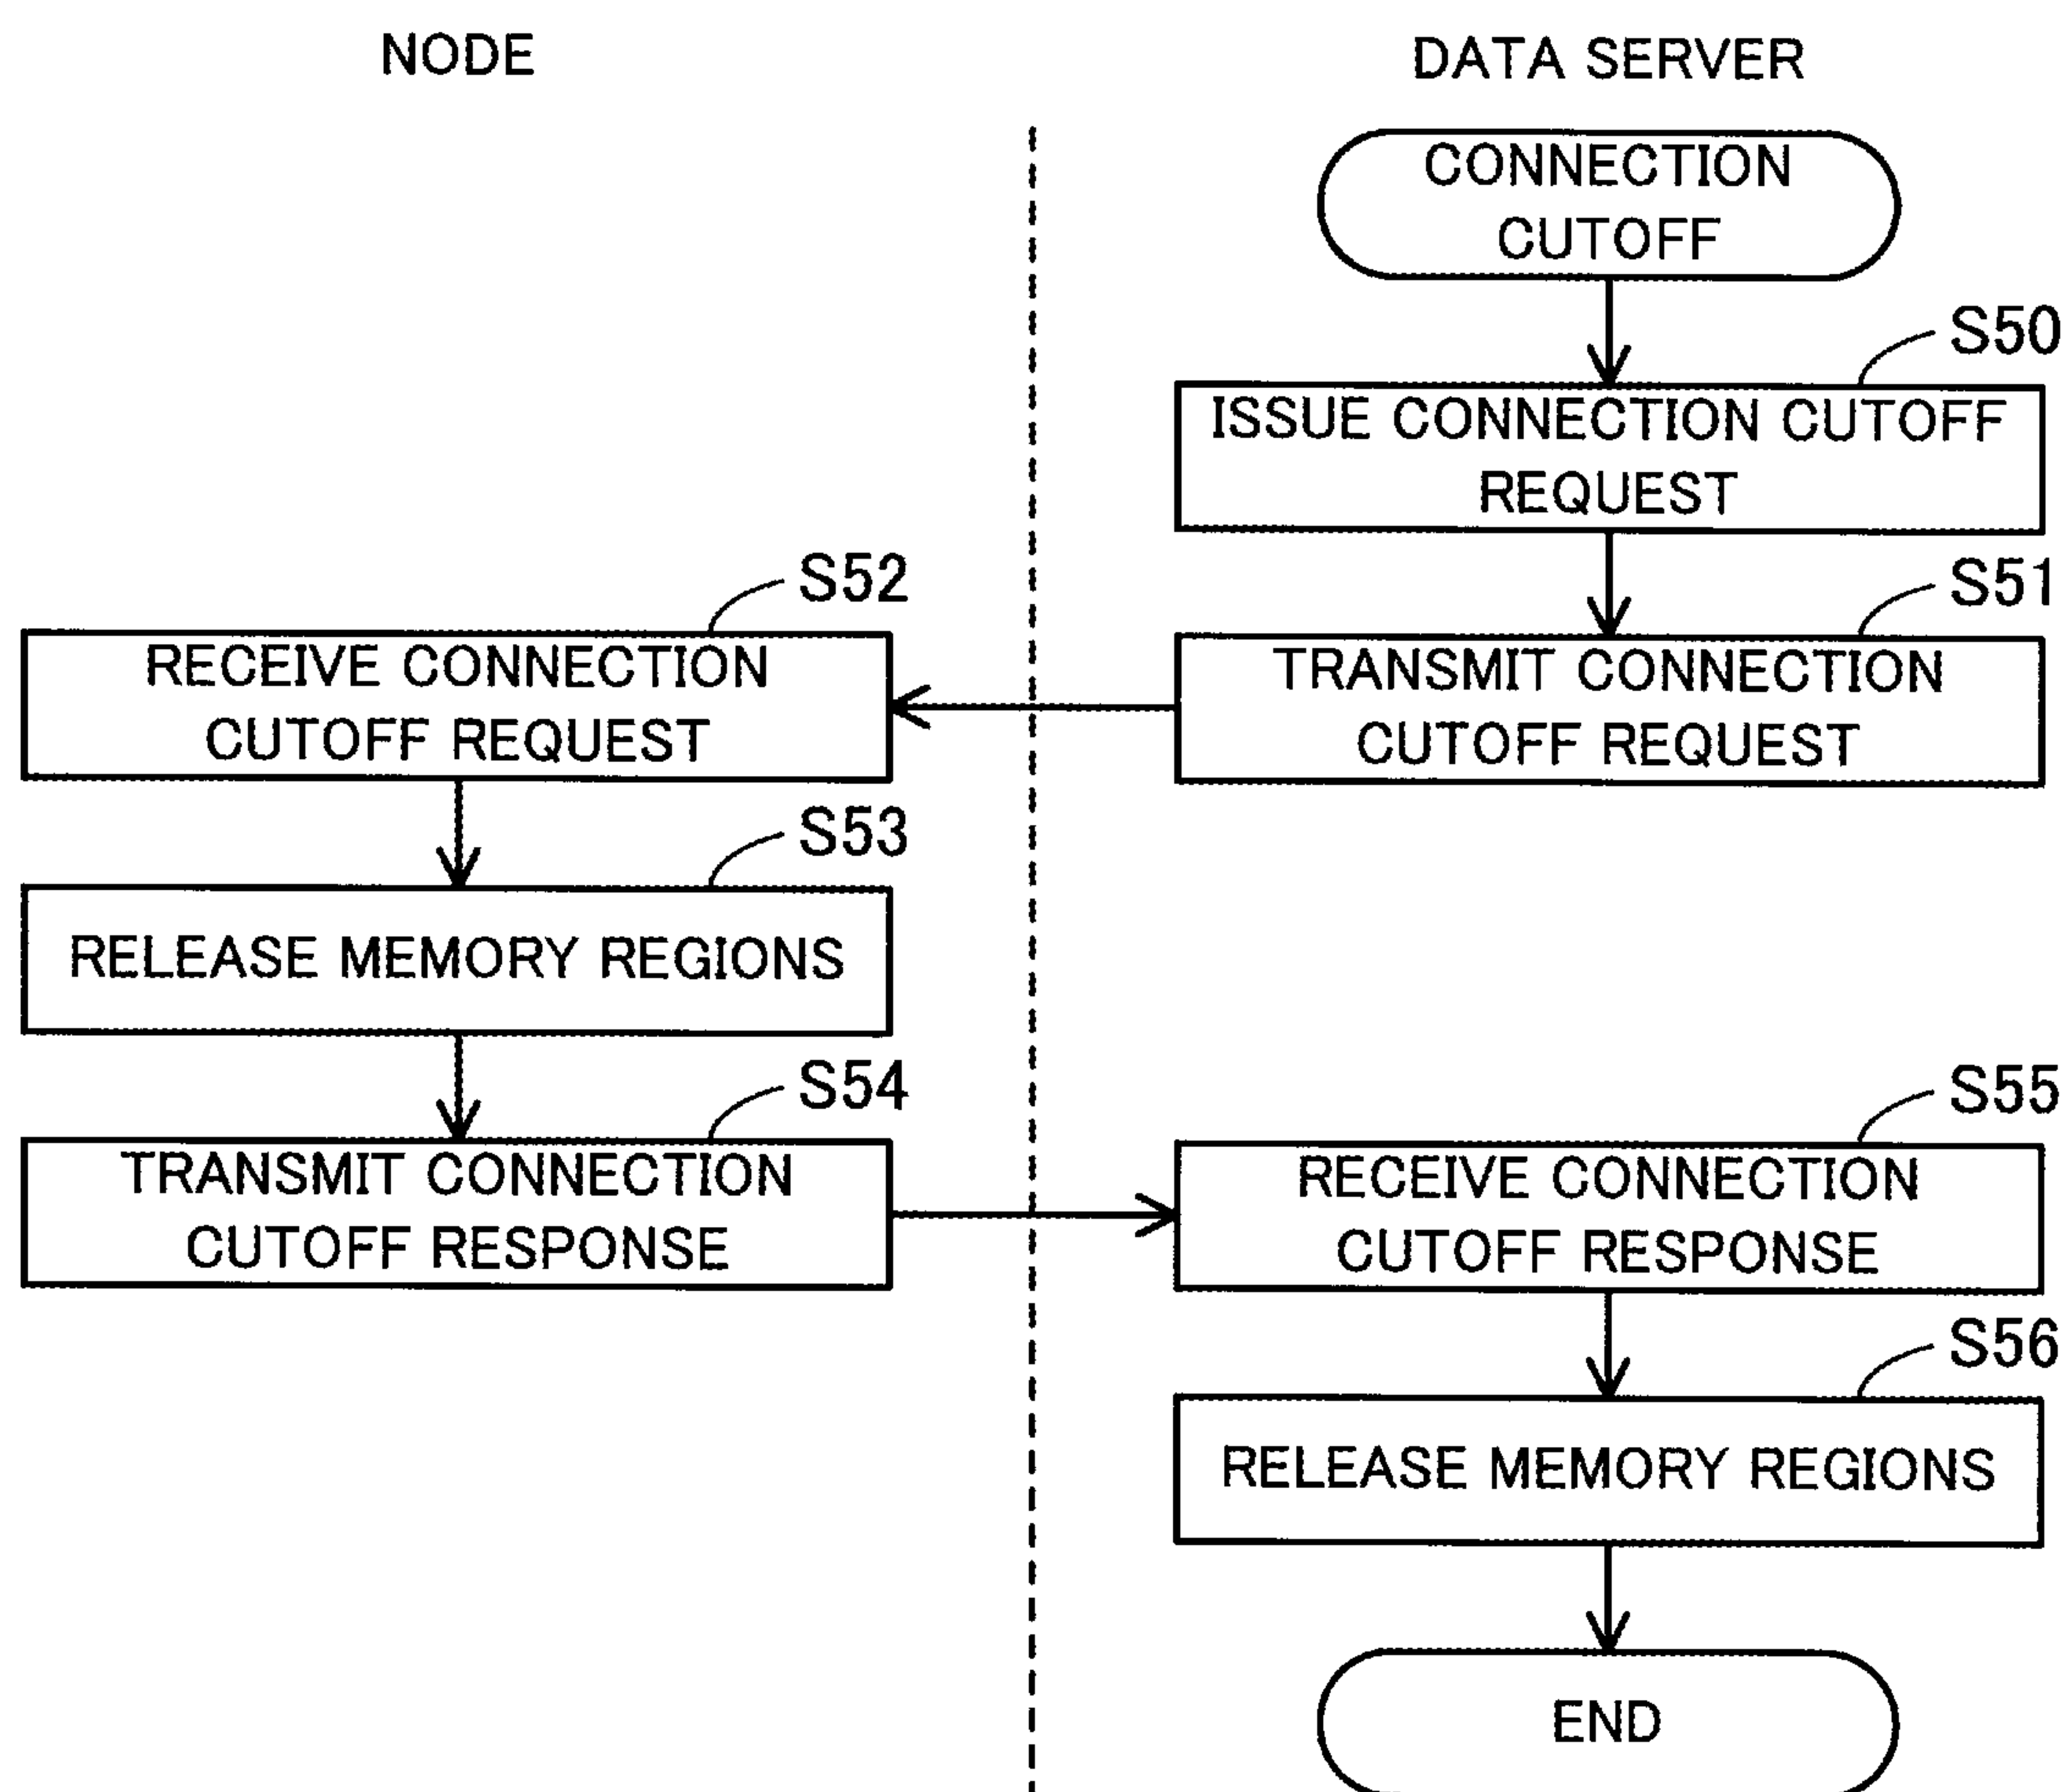 NODE
DATA SERVER
CONNECTION
CUTOFF
S50
ISSUE CONNECTION CUTOFF
REQUEST
S51
TRANSMIT CONNECTION
CUTOFF REQUEST
S52
RECEIVE CONNECTION
CUTOFF REQUEST
S53
RELEASE MEMORY REGIONS
S54
TRANSMIT CONNECTION
CUTOFF RESPONSE
S55
RECEIVE CONNECTION
CUTOFF RESPONSE
S56
RELEASE MEMORY REGIONS
END